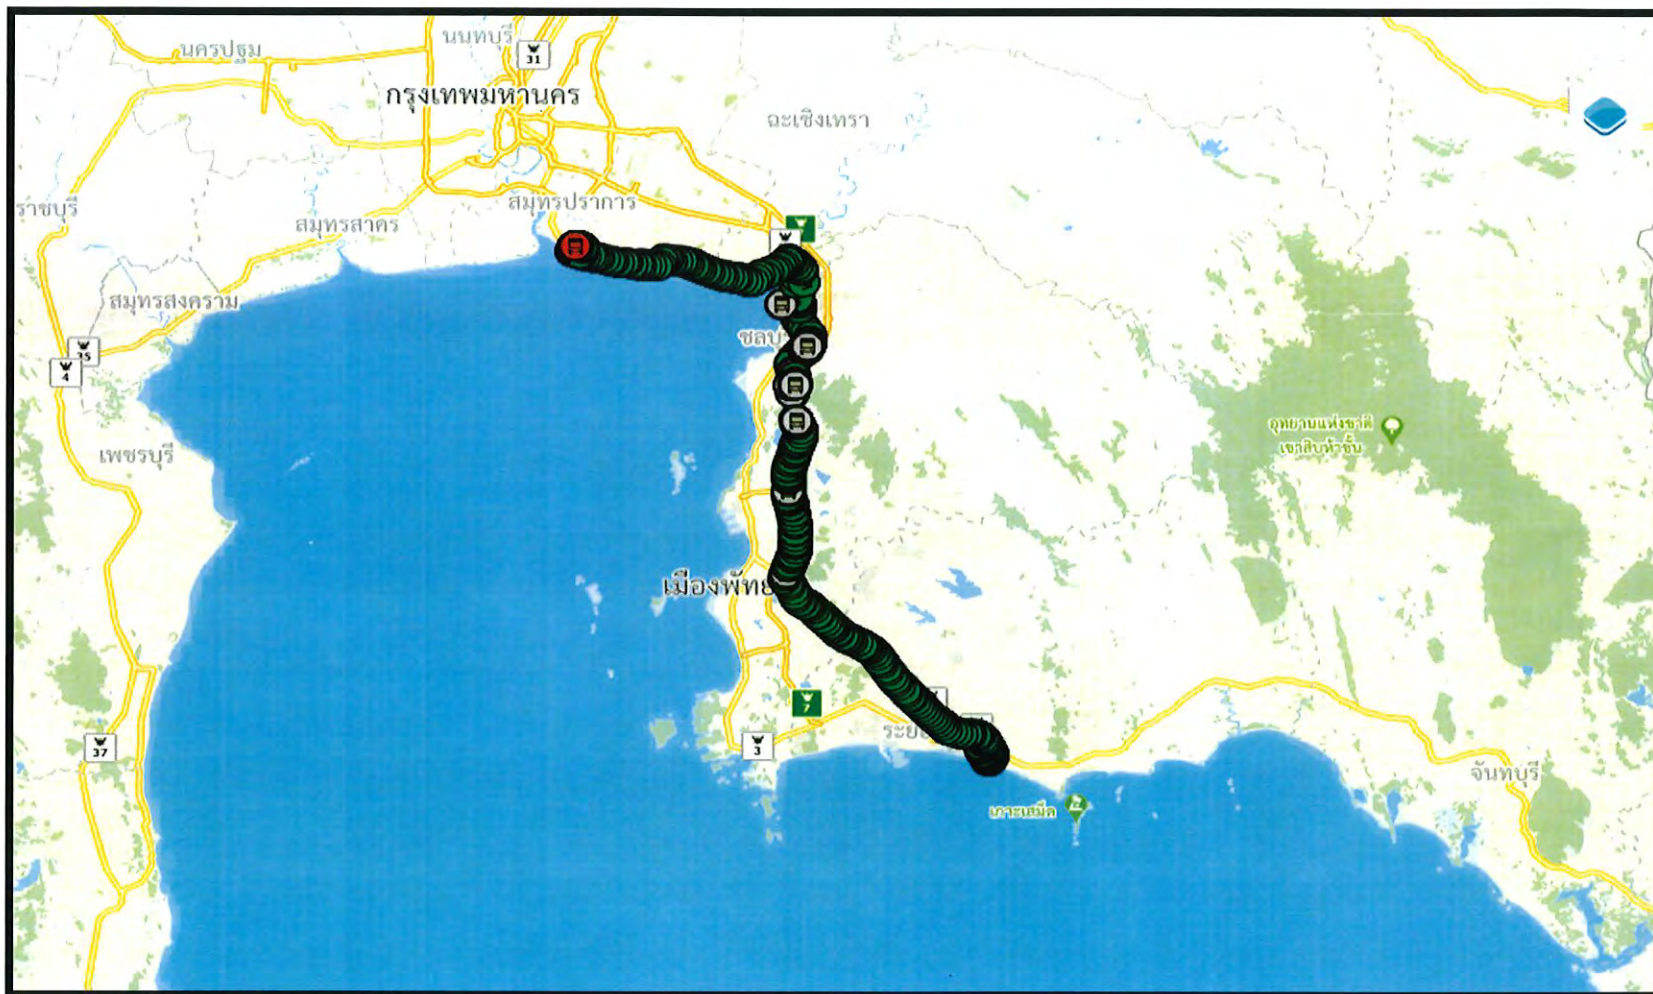 นครปฐม
นนทบุรี
31
กรุงเทพมหานคร
ฉะเชิงเทรา
ราชบุรี
สมุทรสาคร
สมุทรปราการ
สมุทรสงคราม
35
4
ชลบุ
เพชรบุรี
อุทยานแห่งชาติ
เขาสิบห้าชั้น
เมืองพัทย
7
37
3
ระยอ
จันทบุรี
เกาะเสม็ด